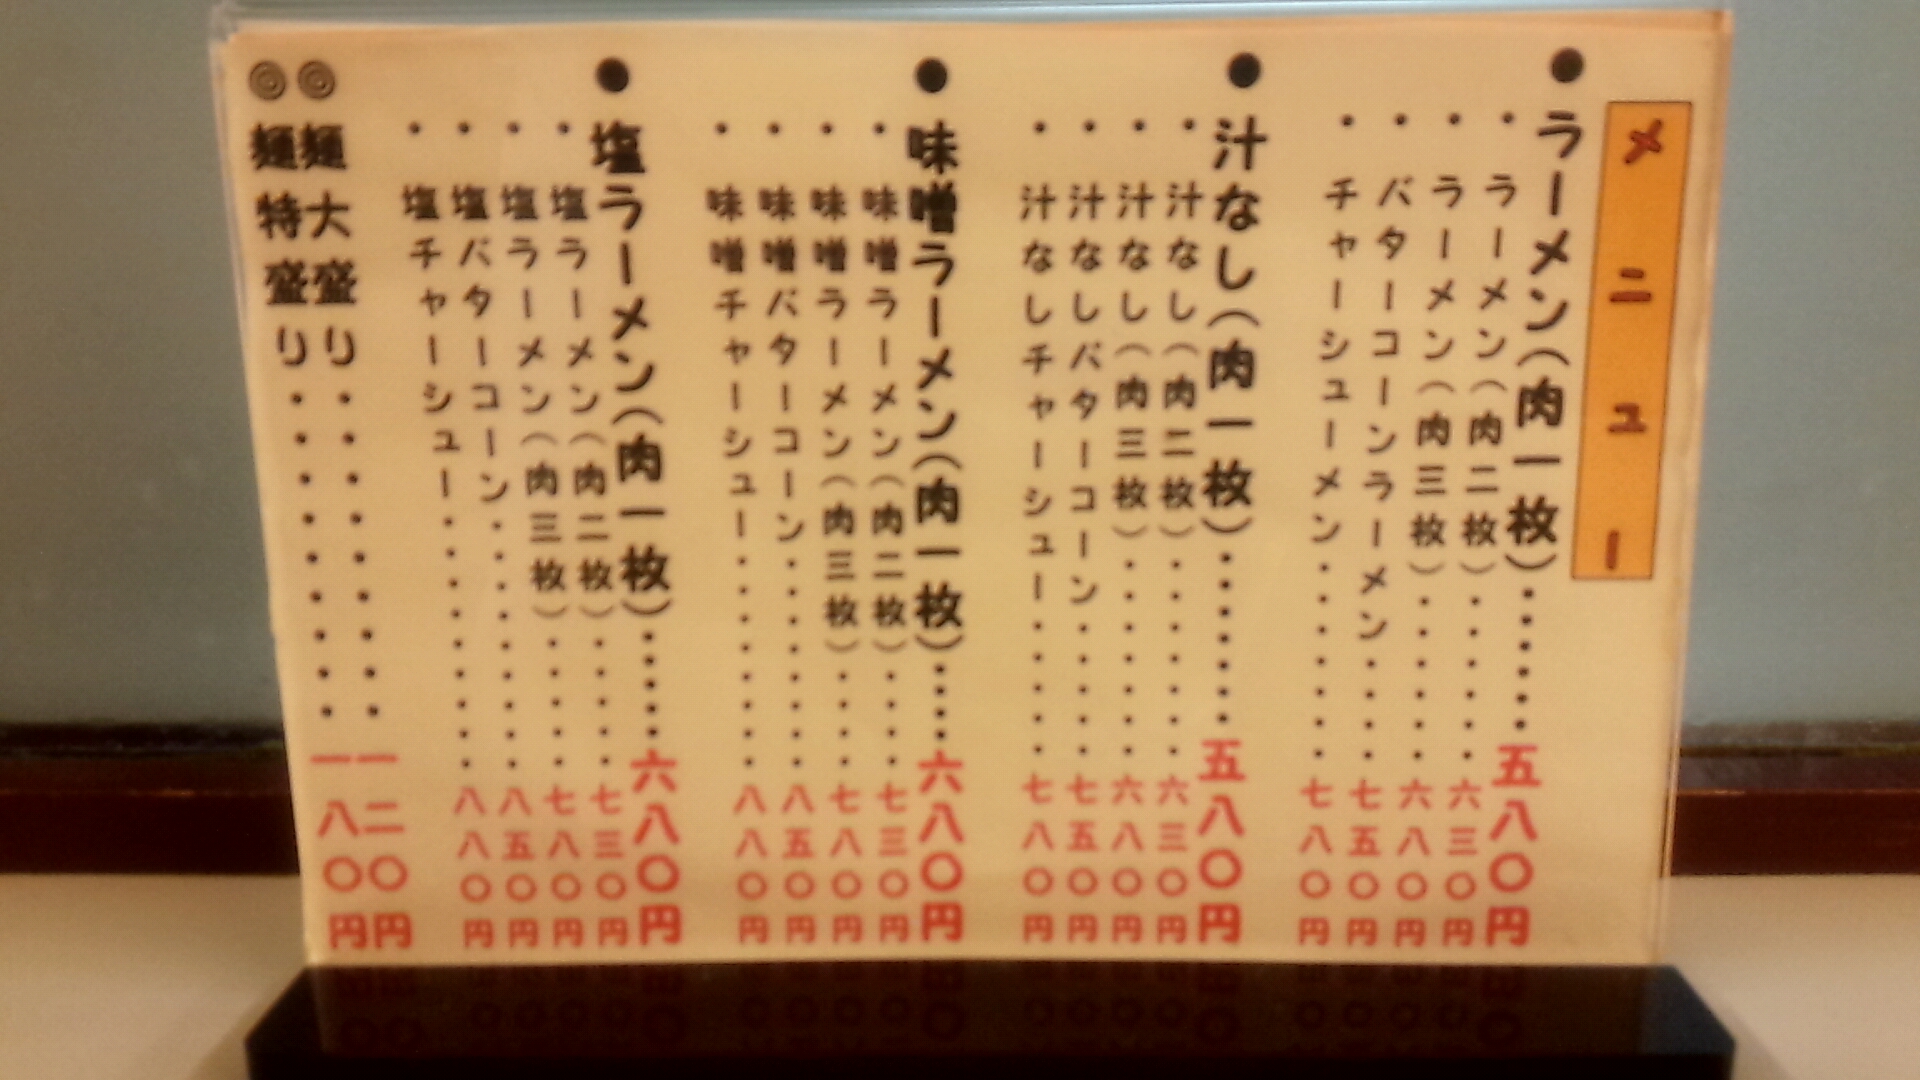 メニュー
●ラーメン(肉一枚)・・・・・・五八〇円
・ラーメン(肉二枚)・・・・・・六三〇円
・ラーメン(肉三枚)・・・・・・六八〇円
・バターコーンラーメン・・・・七五〇円
・チャーシューメン・・・・・・・七八〇円
●汁なし(肉一枚)・・・・・・五八〇円
・汁なし(肉二枚)・・・・・・・六三〇円
・汁なし(肉三枚)・・・・・・・六八〇円
・汁なしバターコーン・・・・・七五〇円
・汁なしチャーシュー・・・・・七八〇円
●味噌ラーメン(肉一枚)・・・・六八〇円
・味噌ラーメン(肉二枚)・・・・七三〇円
・味噌ラーメン(肉三枚)・・・・七八〇円
・味噌バターコーン・・・・・・・八五〇円
・味噌チャーシュー・・・・・・・八八〇円
●塩ラーメン(肉一枚)・・・・・六八〇円
・塩ラーメン(肉二枚)・・・・・七三〇円
・塩ラーメン(肉三枚)・・・・・七八〇円
・塩バターコーン・・・・・・・・・八五〇円
・塩チャーシュー・・・・・・・・・八八〇円
◎麺大盛り・・・・・・・・・一二〇円
◎麺特盛り・・・・・・・・・一八〇円